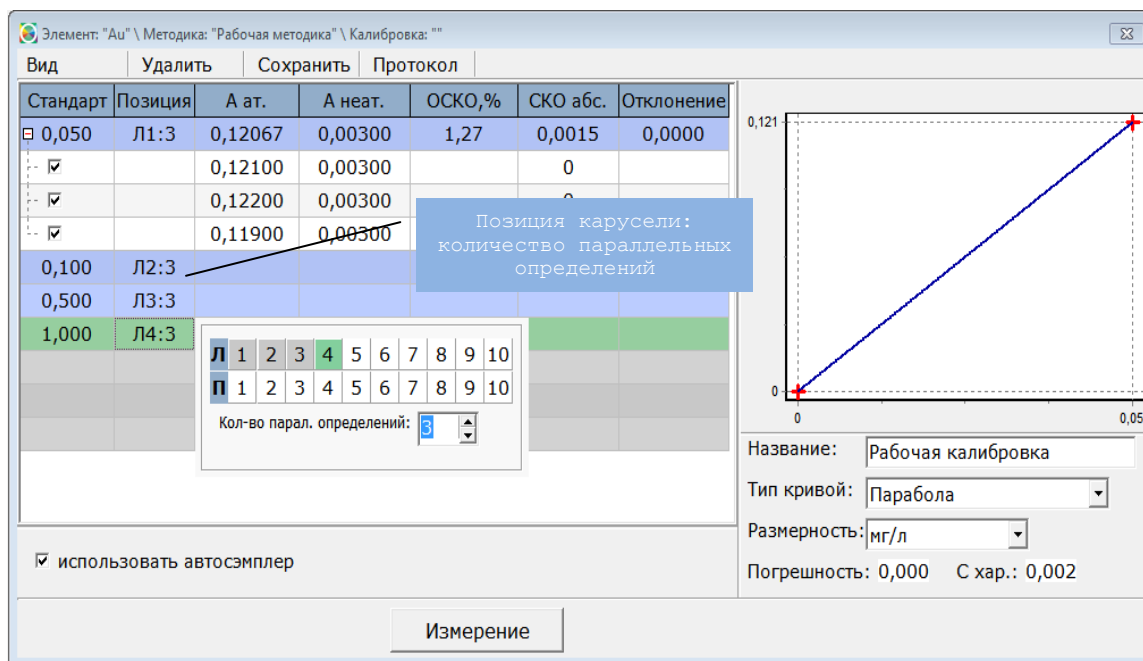 Элемент: "Au" \ Методика: "Рабочая методика" \ Калибровка: ""
Вид Удалить Сохранить Протокол
Стандарт Позиция А ат. А неат. ОСКО,% СКО абс. Отклонение
0,050 Л1:3 0,12067 0,00300 1,27 0,0015 0,0000
0,12100 0,00300 0
0,12200 0,00300
0,11900 0,00300
Позиция карусели:
количество параллельных
определений
0,100 Л2:3
0,500 Л3:3
1,000 Л4:3
Л 1 2 3 4 5 6 7 8 9 10
П 1 2 3 4 5 6 7 8 9 10
Кол-во парал. определений: 3
использовать автосэмплер
0,121
0
0 0,05
Название: Рабочая калибровка
Тип кривой: Парабола
Размерность: мг/л
Погрешность: 0,000 С хар.: 0,002
Измерение